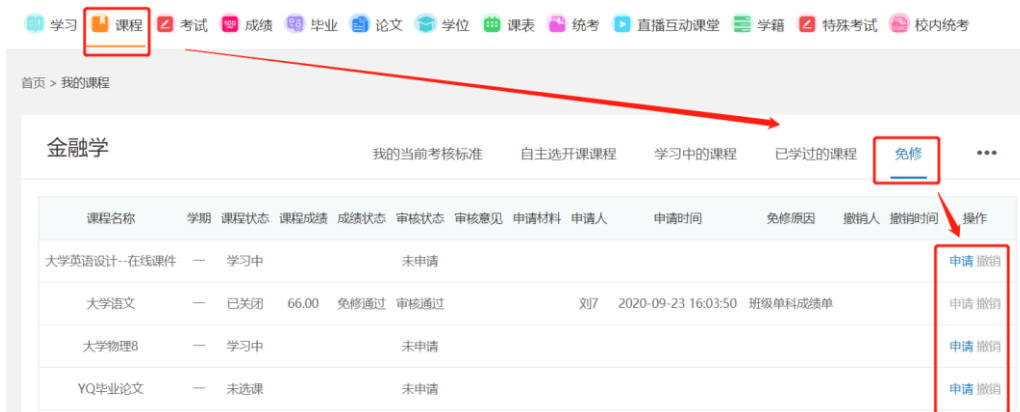 学习 课程 考试 成绩 毕业 论文 学位 课表 统考 直播互动课堂 学籍 特殊考试 校内统考
首页 > 我的课程
金融学 我的当前考核标准 自主选开课课程 学习中的课程 已学过的课程 免修 •••
课程名称 学期 课程状态 课程成绩 成绩状态 审核状态 审核意见 申请材料 申请人 申请时间 免修原因 撤销人 撤销时间 操作
大学英语设计--在线课件 — 学习中 未申请 申请 撤销
大学语文 — 已关闭 66.00 免修通过 审核通过 刘7 2020-09-23 16:03:50 班级单科成绩单 申请 撤销
大学物理8 — 学习中 未申请 申请 撤销
YQ毕业论文 — 未选课 未申请 申请 撤销